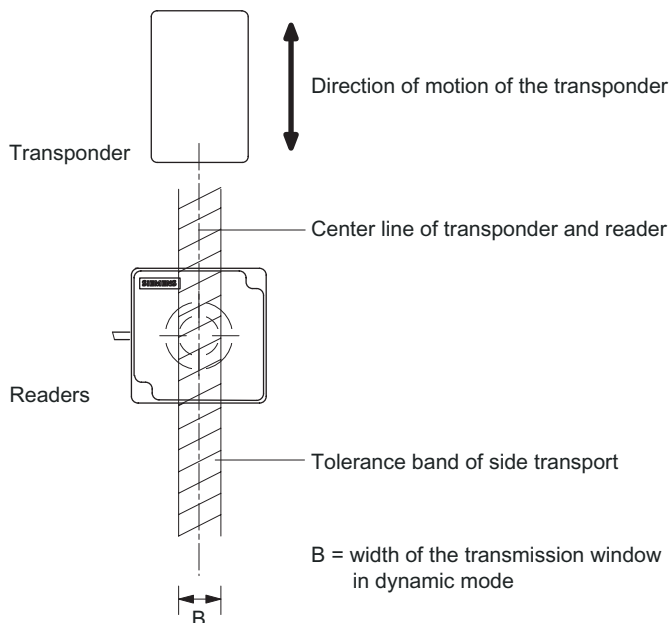 Direction of motion of the transponder
Transponder
Center line of transponder and reader
SIEMENS
Readers
Tolerance band of side transport
B = width of the transmission window
in dynamic mode
B